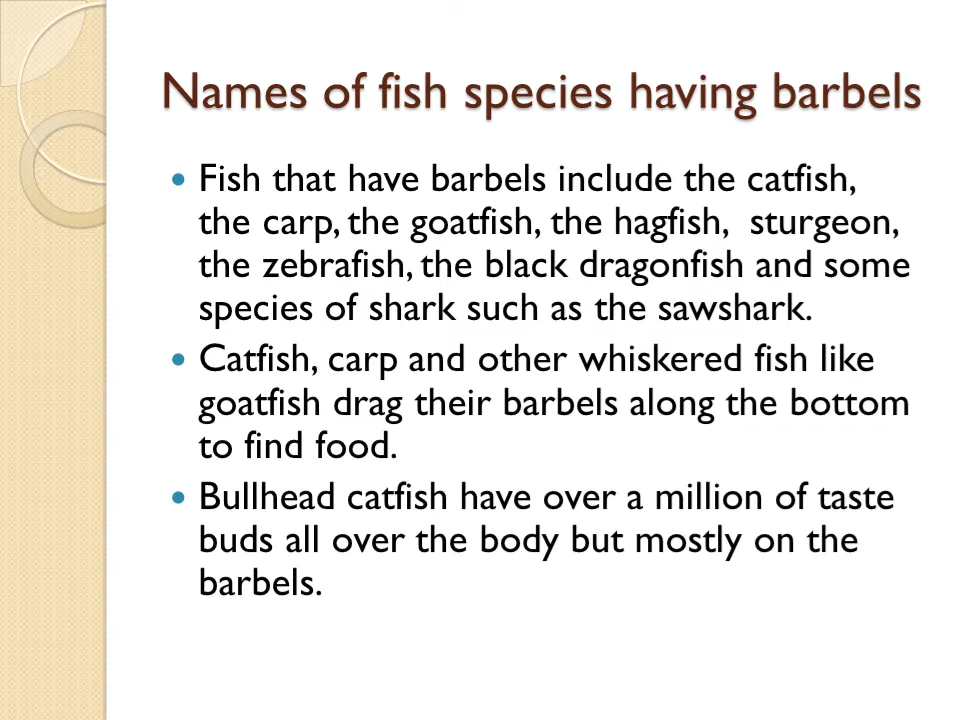 Names of fish species having barbels
• Fish that have barbels include the catfish,
the carp, the goatfish, the hagfish,  sturgeon,
the zebrafish, the black dragonfish and some
species of shark such as the sawshark.
• Catfish, carp and other whiskered fish like
goatfish drag their barbels along the bottom
to find food.
• Bullhead catfish have over a million of taste
buds all over the body but mostly on the
barbels.